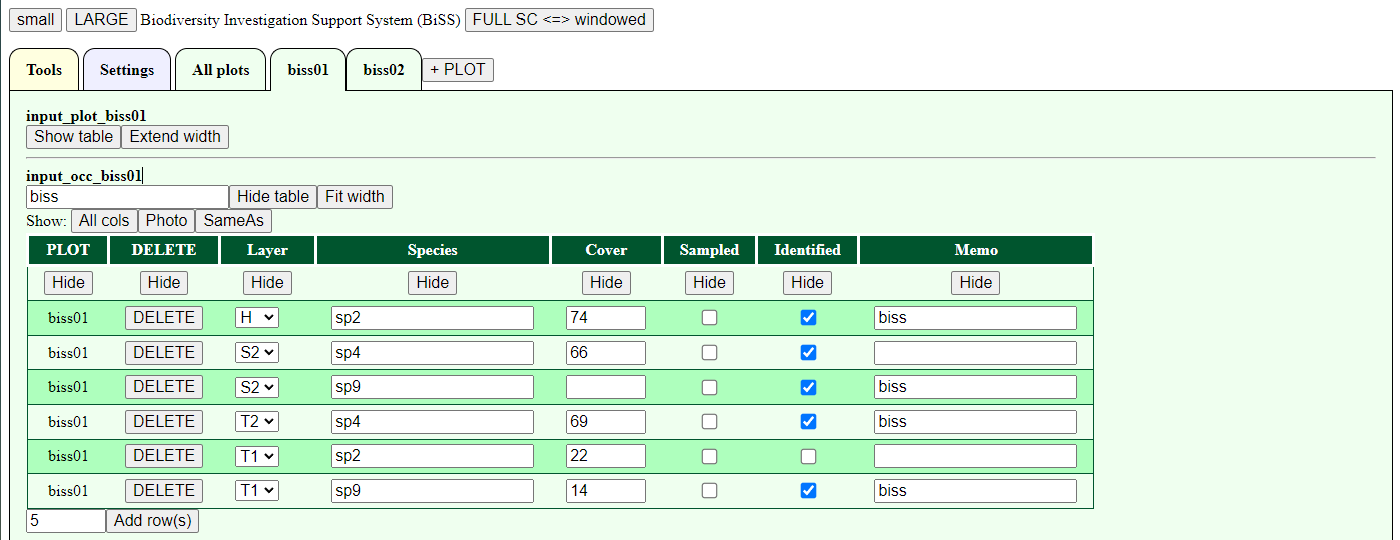 small LARGE Biodiversity Investigation Support System (BiSS) FULL SC <=> windowed
Tools Settings All plots biss01 biss02 + PLOT
input_plot_biss01
Show table Extend width
input_occ_biss01
biss Hide table Fit width
Show: All cols Photo SameAs
PLOT DELETE Layer Species Cover Sampled Identified Memo
Hide Hide Hide Hide Hide Hide Hide Hide
biss01 DELETE H sp2 74 biss
biss01 DELETE S2 sp4 66
biss01 DELETE S2 sp9 biss
biss01 DELETE T2 sp4 69 biss
biss01 DELETE T1 sp2 22
biss01 DELETE T1 sp9 14 biss
5 Add row(s)